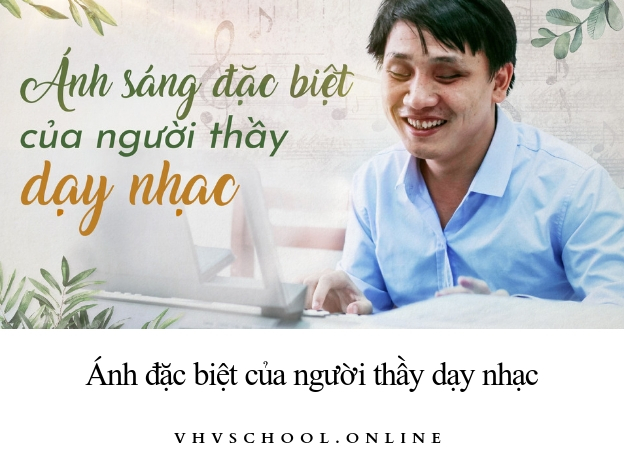 Ánh sáng đặc biệt
của người thầy
dạy nhạc
Ánh đặc biệt của người thầy dạy nhạc
VHVSCHOOL.ONLINE